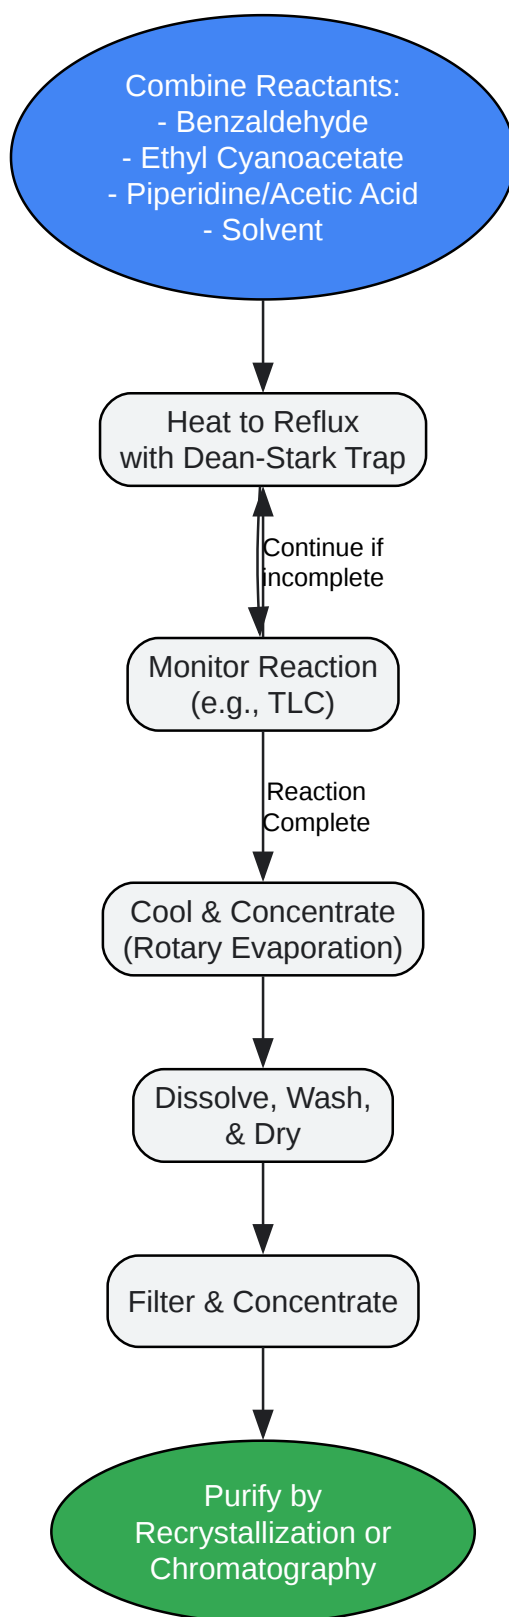 Combine Reactants:
- Benzaldehyde
- Ethyl Cyanoacetate
- Piperidine/Acetic Acid
- Solvent
Heat to Reflux
with Dean-Stark Trap
Continue if
incomplete
Monitor Reaction
(e.g., TLC)
Reaction
Complete
Cool & Concentrate
(Rotary Evaporation)
Dissolve, Wash,
& Dry
Filter & Concentrate
Purify by
Recrystallization or
Chromatography